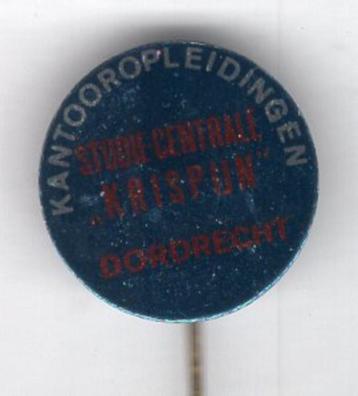 KANTOOROPLEIDINGEN
STUDIE-CENTRALE
„KRISPIJN"
DORDRECHT